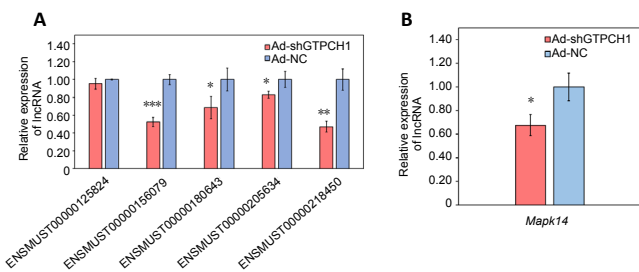 A
Ad-shGTPCH1
Ad-NC
Relative expression
of lncRNA
1.40
1.20
1.00
0.80
0.60
0.40
0.20
0
***
*
*
**
ENSMUST00000125824
ENSMUST00000156079
ENSMUST00000180643
ENSMUST00000205634
ENSMUST00000218450
B
Ad-shGTPCH1
Ad-NC
Relative expression
of lncRNA
1.40
1.20
1.00
0.80
0.60
0.40
0.20
0.00
*
Mapk14